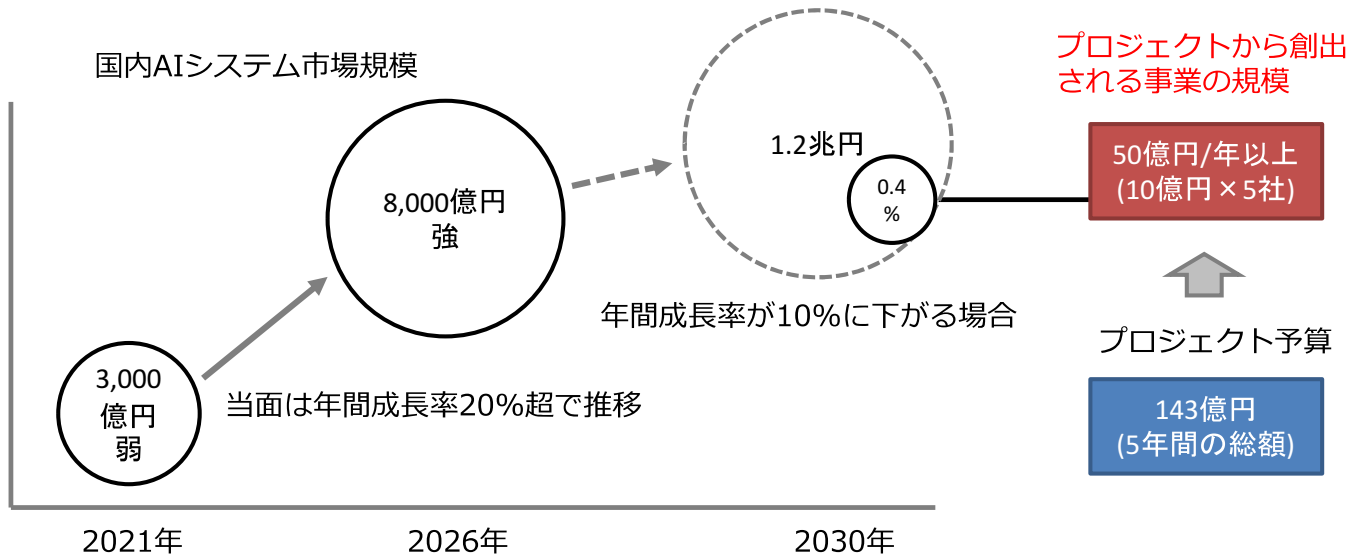 国内AIシステム市場規模
3,000
億円
弱
当面は年間成長率20%超で推移
8,000億円
強
1.2兆円
0.4
%
年間成長率が10%に下がる場合
2021年
2026年
2030年
プロジェクトから創出
される事業の規模
50億円/年以上
(10億円×5社)
プロジェクト予算
143億円
(5年間の総額)